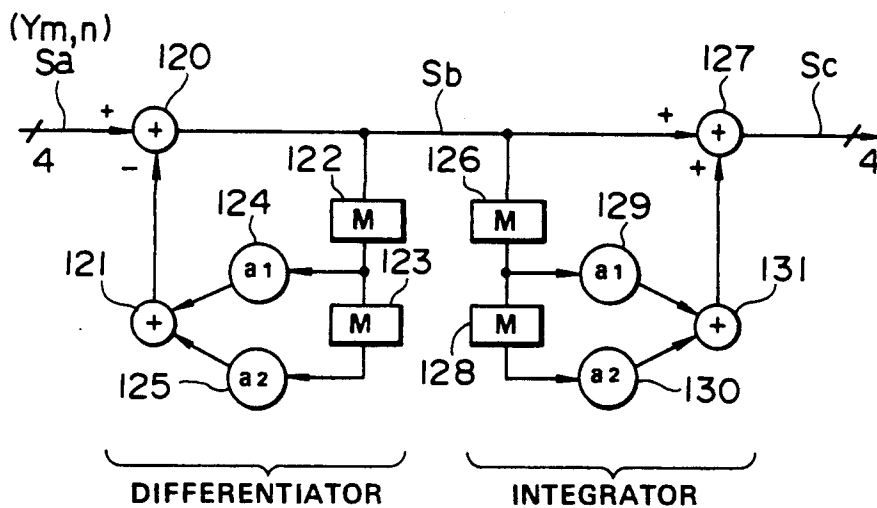 (Ym,n)
Sa
120
Sb
127
Sc
+
+
+
+
4
-
+
4
122
126
124
M
M
129
121
a1
123
a1
131
+
M
M
+
125
a2
128
a2
130
DIFFERENTIATOR
INTEGRATOR